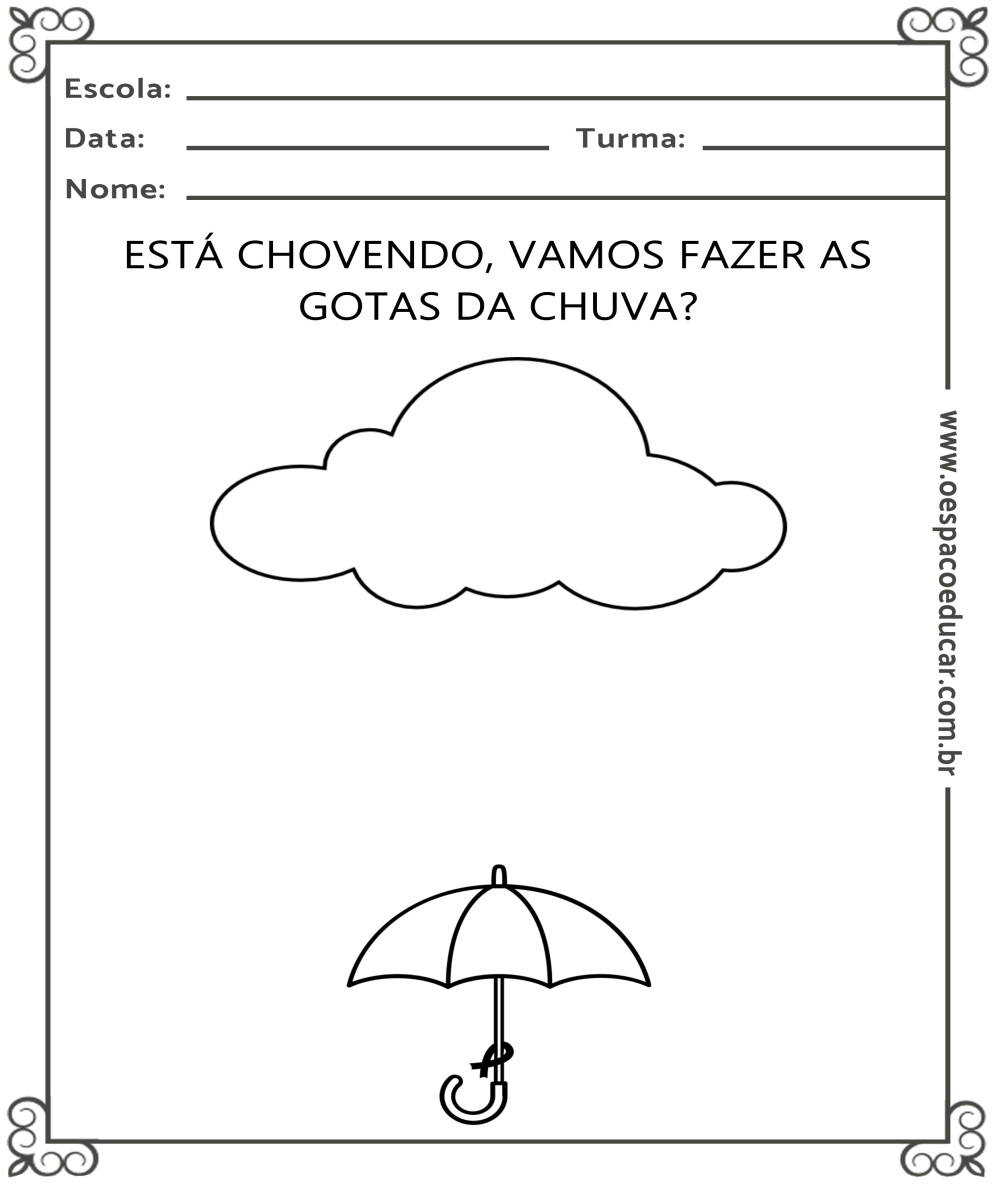 Escola:
Data: Turma:
Nome:
ESTÁ CHOVENDO, VAMOS FAZER AS
GOTAS DA CHUVA?
www.oespacoeducar.com.br